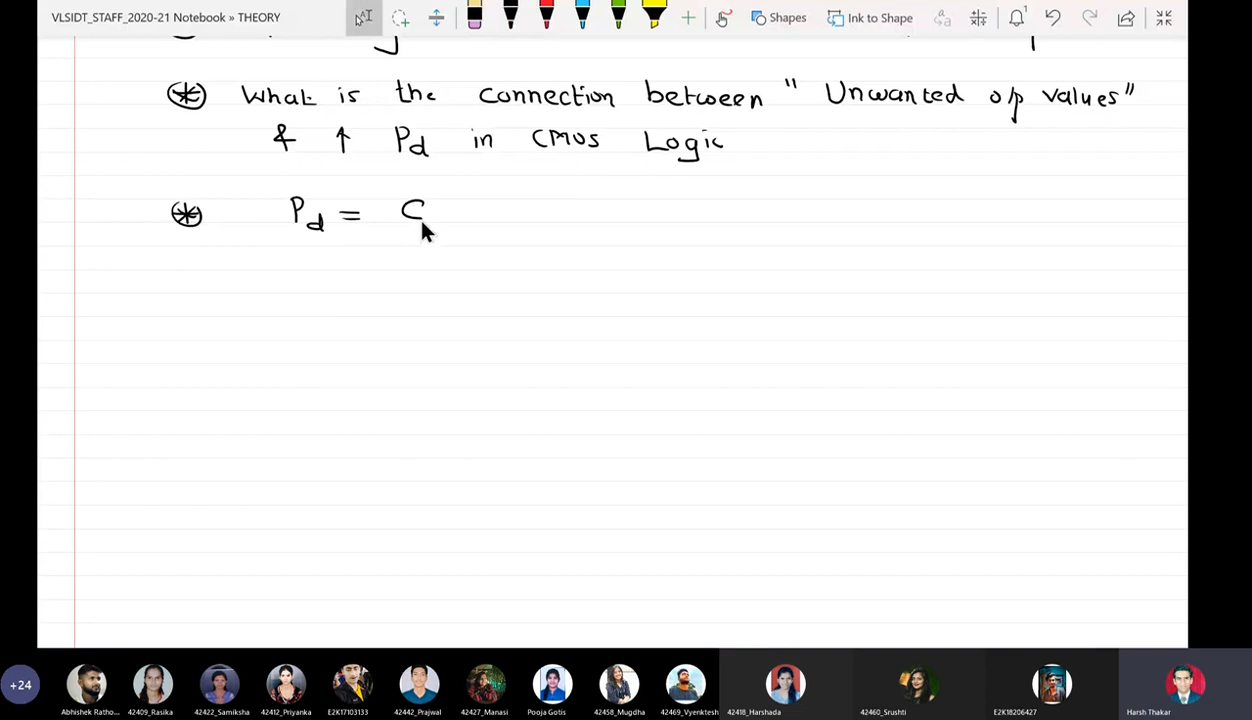 VLSIDT_STAFF_2020-21 Notebook » THEORY
Shapes
Ink to Shape
What is the connection between " Unwanted o/p values"
& ↑ Pd in CMOS Logic
Pd = C
+24
Abhishek Ratho...
42409_Rasika
42422_Samiksha
42412_Priyanka
E2K17103133
42442_Prajwal
42427_Manasi
Pooja Gotis
42458_Mugdha
42469_Vyenktesh
42418_Harshada
42460_Srushti
E2K18206427
Harsh Thakar